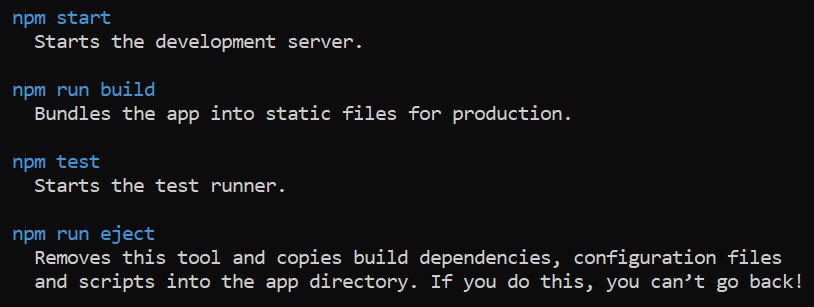 npm start
Starts the development server.
npm run build
Bundles the app into static files for production.
npm test
Starts the test runner.
npm run eject
Removes this tool and copies build dependencies, configuration files
and scripts into the app directory. If you do this, you can’t go back!